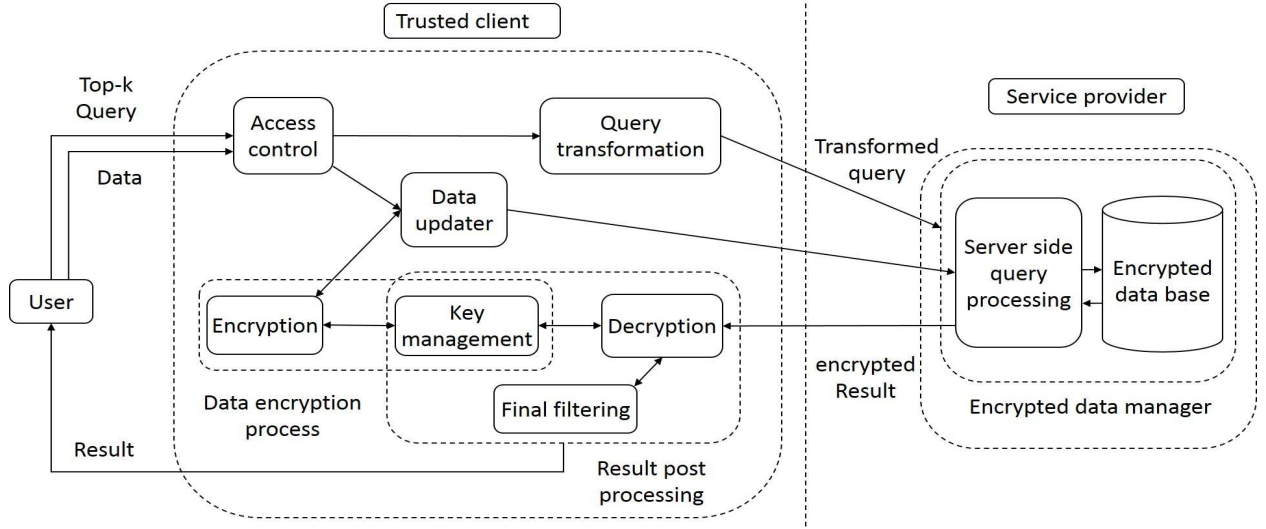 Trusted client
Service provider
Top-k
Query
Data
Access
control
Query
transformation
Transformed
query
Data
updater
User
Encryption
Key
management
Decryption
Server side
query
processing
Encrypted
data base
Final filtering
Data encryption
process
encrypted
Result
Encrypted data manager
Result
Result post
processing